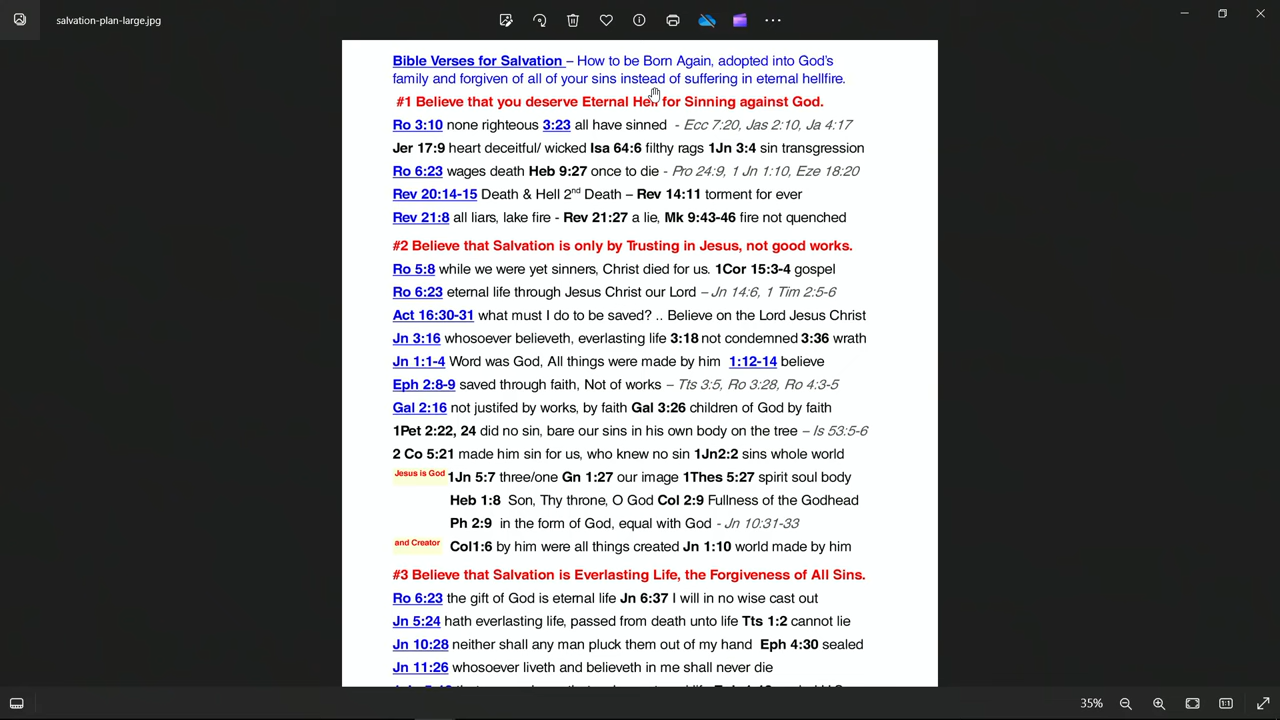 salvation-plan-large.jpg
Bible Verses for Salvation – How to be Born Again, adopted into God's
family and forgiven of all of your sins instead of suffering in eternal hellfire.
#1 Believe that you deserve Eternal Hell for Sinning against God.
Ro 3:10 none righteous 3:23 all have sinned - Ecc 7:20, Jas 2:10, Ja 4:17
Jer 17:9 heart deceitful/ wicked Isa 64:6 filthy rags 1Jn 3:4 sin transgression
Ro 6:23 wages death Heb 9:27 once to die - Pro 24:9, 1 Jn 1:10, Eze 18:20
Rev 20:14-15 Death & Hell 2nd Death – Rev 14:11 torment for ever
Rev 21:8 all liars, lake fire - Rev 21:27 a lie, Mk 9:43-46 fire not quenched
#2 Believe that Salvation is only by Trusting in Jesus, not good works.
Ro 5:8 while we were yet sinners, Christ died for us. 1Cor 15:3-4 gospel
Ro 6:23 eternal life through Jesus Christ our Lord – Jn 14:6, 1 Tim 2:5-6
Act 16:30-31 what must I do to be saved? .. Believe on the Lord Jesus Christ
Jn 3:16 whosoever believeth, everlasting life 3:18 not condemned 3:36 wrath
Jn 1:1-4 Word was God, All things were made by him 1:12-14 believe
Eph 2:8-9 saved through faith, Not of works – Tts 3:5, Ro 3:28, Ro 4:3-5
Gal 2:16 not justifed by works, by faith Gal 3:26 children of God by faith
1Pet 2:22, 24 did no sin, bare our sins in his own body on the tree – Is 53:5-6
2 Co 5:21 made him sin for us, who knew no sin 1Jn2:2 sins whole world
Jesus is God 1Jn 5:7 three/one Gn 1:27 our image 1Thes 5:27 spirit soul body
Heb 1:8 Son, Thy throne, O God Col 2:9 Fullness of the Godhead
Ph 2:9 in the form of God, equal with God - Jn 10:31-33
and Creator Col1:6 by him were all things created Jn 1:10 world made by him
#3 Believe that Salvation is Everlasting Life, the Forgiveness of All Sins.
Ro 6:23 the gift of God is eternal life Jn 6:37 I will in no wise cast out
Jn 5:24 hath everlasting life, passed from death unto life Tts 1:2 cannot lie
Jn 10:28 neither shall any man pluck them out of my hand Eph 4:30 sealed
Jn 11:26 whosoever liveth and believeth in me shall never die
35%